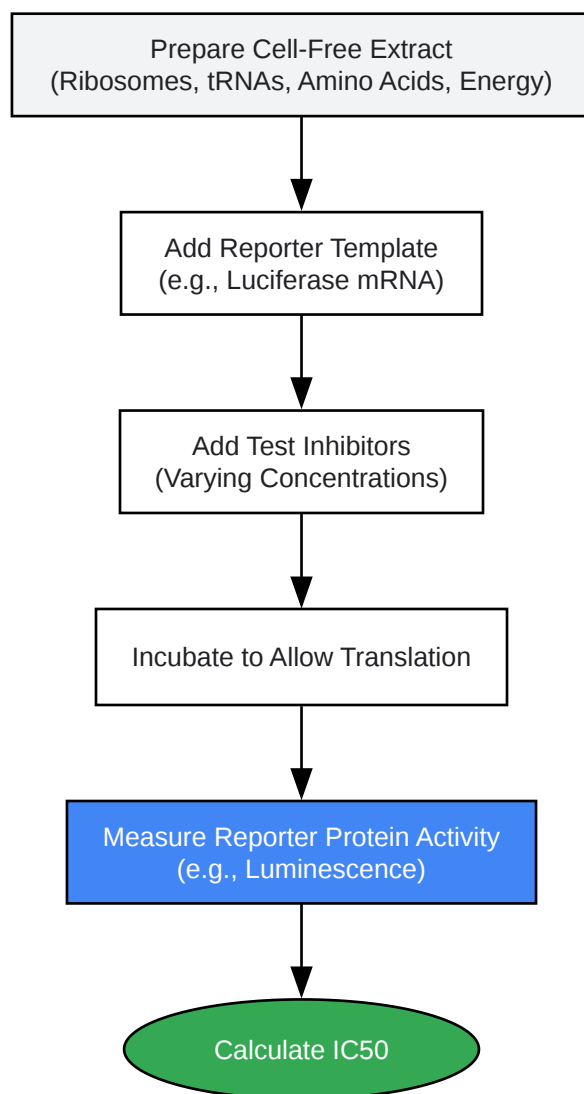 Prepare Cell-Free Extract
(Ribosomes, tRNAs, Amino Acids, Energy)
Add Reporter Template
(e.g., Luciferase mRNA)
Add Test Inhibitors
(Varying Concentrations)
Incubate to Allow Translation
Measure Reporter Protein Activity
(e.g., Luminescence)
Calculate IC50